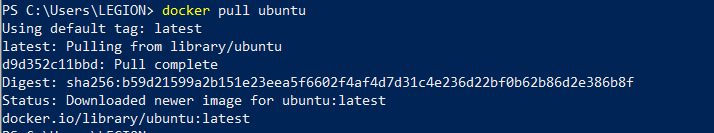 PS C:\Users\LEGION> docker pull ubuntu
Using default tag: latest
latest: Pulling from library/ubuntu
d9d352c11bbd: Pull complete
Digest: sha256:b59d21599a2b151e23eea5f6602f4af4d7d31c4e236d22bf0b62b86d2e386b8f
Status: Downloaded newer image for ubuntu:latest
docker.io/library/ubuntu:latest